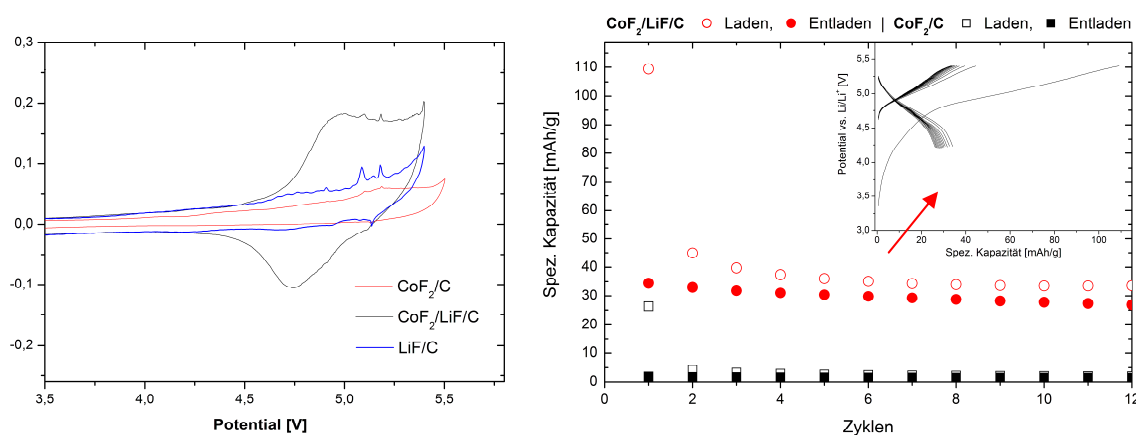 0,3
0,2
0,1
0,0
-0,1
-0,2
3,5 4,0 4,5 5,0 5,5
Potential [V]
CoF2/C
CoF2/LiF/C
LiF/C
CoF2/LiF/C Laden, Entladen | CoF2/C Laden, Entladen
Spez. Kapazität [mAh/g]
110
100
90
80
70
60
50
40
30
20
10
0
0 2 4 6 8 10 12
Zyklen
Potential vs. Li/Li+ [V]
5,5
5,0
4,5
4,0
3,5
3,0
0 20 40 60 80 100
Spez. Kapazität [mAh/g]